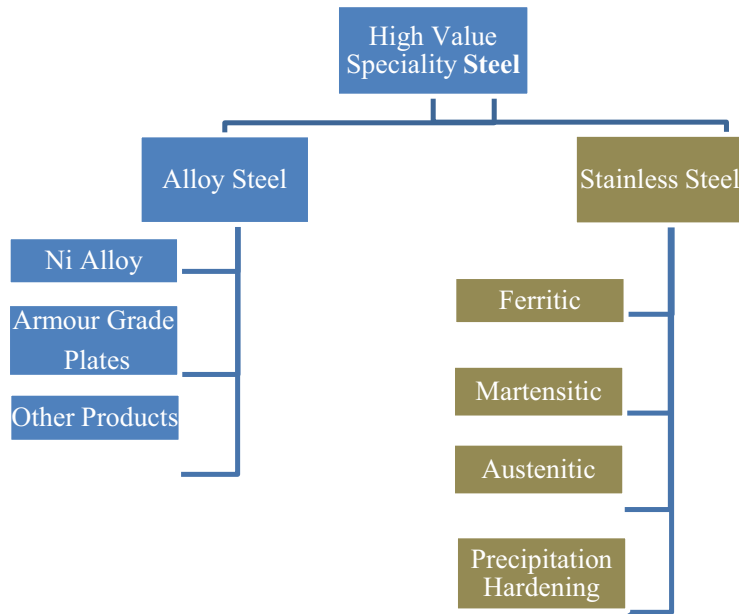 High Value
Speciality Steel
Alloy Steel
Stainless Steel
Ni Alloy
Armour Grade
Plates
Other Products
Ferritic
Martensitic
Austenitic
Precipitation
Hardening